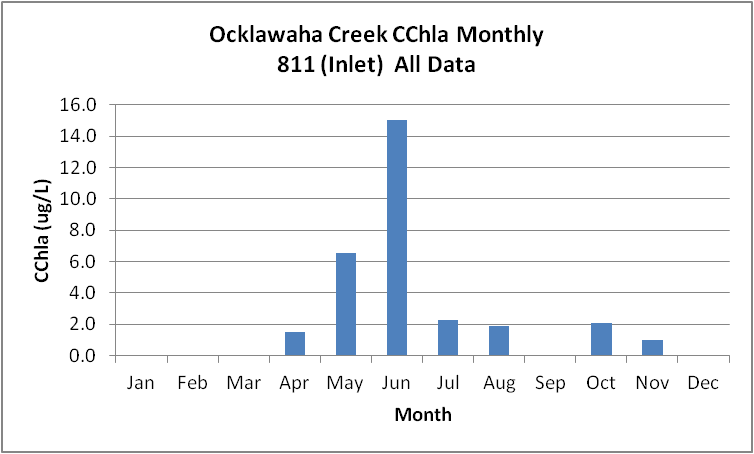 Ocklawaha Creek CChla Monthly
811 (Inlet)  All Data
CChla (ug/L)
16.0
14.0
12.0
10.0
8.0
6.0
4.0
2.0
0.0
Jan Feb Mar Apr May Jun Jul Aug Sep Oct Nov Dec
Month